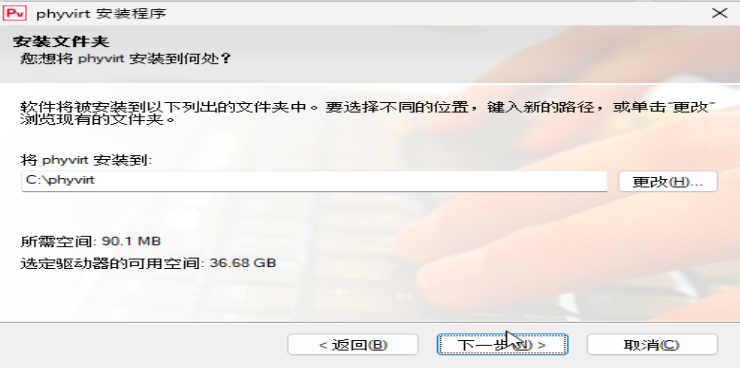 Pv phyvirt 安装程序
安装文件夹
您想将 phyvirt 安装到何处？
软件将被安装到以下列出的文件夹中。要选择不同的位置，键入新的路径，或单击“更改”
浏览现有的文件夹。
将 phyvirt 安装到:
C:\phyvirt
更改(H)...
所需空间: 90.1 MB
选定驱动器的可用空间: 36.68 GB
< 返回(B)
下一步(N) >
取消(C)